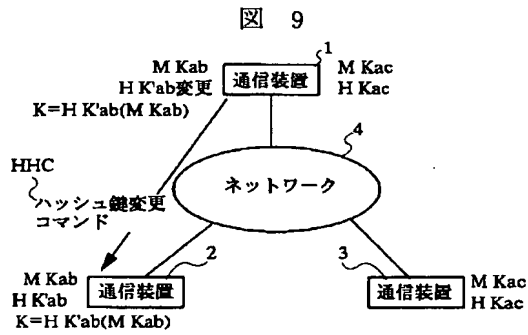 図 9
1
M Kab
H K'ab変更
K=H K'ab(M Kab)
通信装置
M Kac
H Kac
4
HHC
ハッシュ鍵変更
コマンド
ネットワーク
2
M Kab
H K'ab
K=H K'ab(M Kab)
通信装置
3
通信装置
M Kac
H Kac